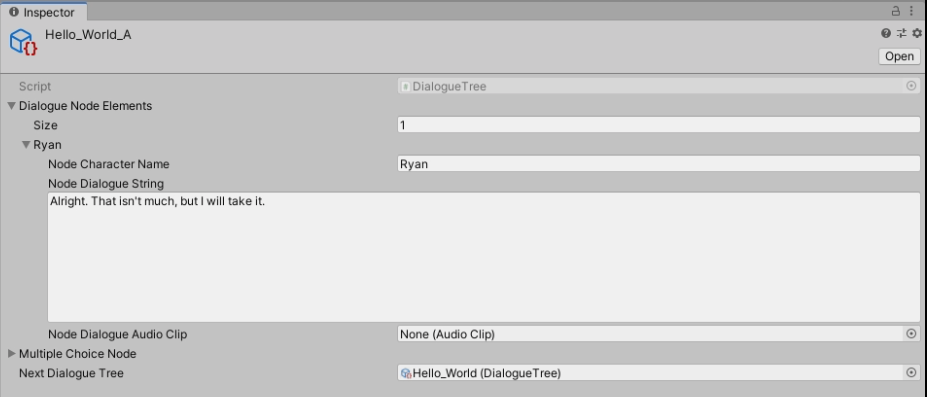 Inspector
Hello_World_A
Open
Script DialogueTree
Dialogue Node Elements
Size 1
Ryan
Node Character Name Ryan
Node Dialogue String
Alright. That isn't much, but I will take it.
Node Dialogue Audio Clip None (Audio Clip)
Multiple Choice Node
Next Dialogue Tree Hello_World (DialogueTree)